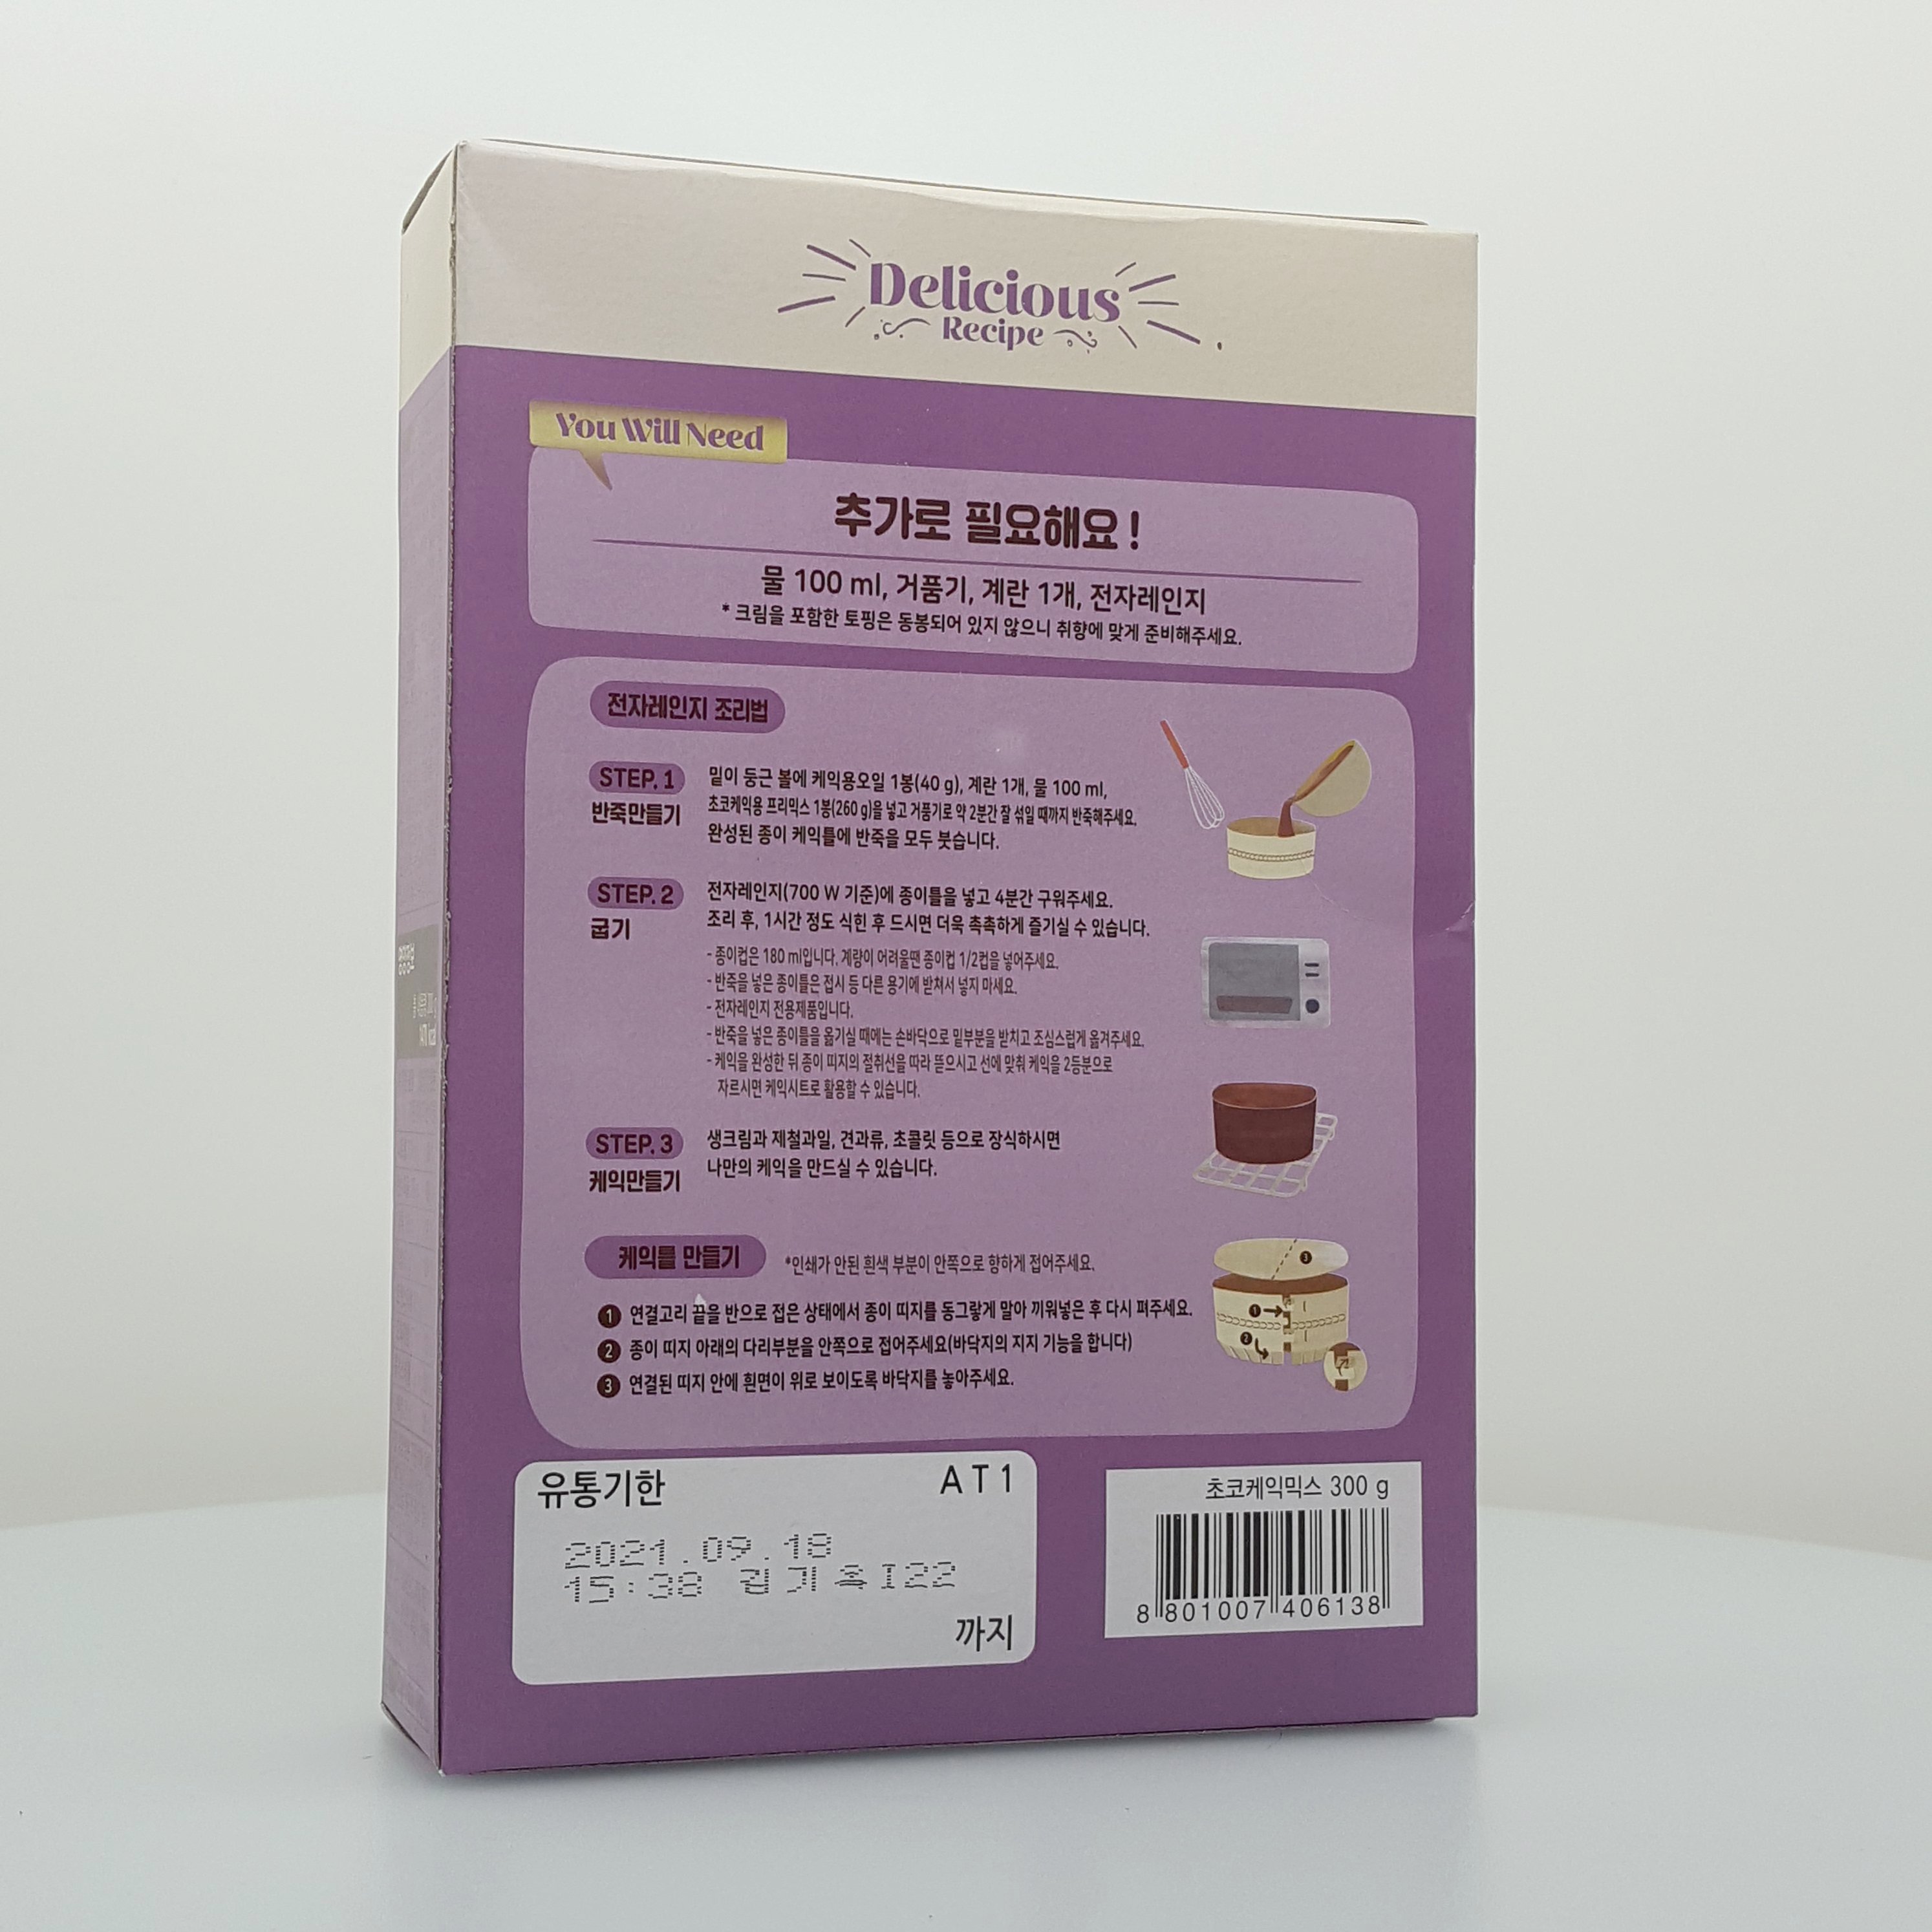 Delicious
Recipe
You Will Need
추가로 필요해요 !
물 100 ml, 거품기, 계란 1개, 전자레인지
* 크림을 포함한 토핑은 동봉되어 있지 않으니 취향에 맞게 준비해주세요.
전자레인지 조리법
STEP. 1
반죽만들기
밑이 둥근 볼에 케익용오일 1봉(40 g), 계란 1개, 물 100 ml,
초코케익용 프리믹스 1봉(260 g)을 넣고 거품기로 약 2분간 잘 섞일 때까지 반죽해주세요.
완성된 종이 케익틀에 반죽을 모두 붓습니다.
STEP. 2
굽기
전자레인지(700 W 기준)에 종이틀을 넣고 4분간 구워주세요.
조리 후, 1시간 정도 식힌 후 드시면 더욱 촉촉하게 즐기실 수 있습니다.
- 종이컵은 180 ml입니다. 계량이 어려울땐 종이컵 1/2컵을 넣어주세요.
- 반죽을 넣은 종이틀은 접시 등 다른 용기에 받쳐서 넣지 마세요.
- 전자레인지 전용제품입니다.
- 반죽을 넣은 종이틀을 옮기실 때에는 손바닥으로 밑부분을 받치고 조심스럽게 옮겨주세요.
- 케익을 완성한 뒤 종이 띠지의 절취선을 따라 뜯으시고 선에 맞춰 케익을 2등분으로
자르시면 케익시트로 활용할 수 있습니다.
STEP. 3
케익만들기
생크림과 제철과일, 견과류, 초콜릿 등으로 장식하시면
나만의 케익을 만드실 수 있습니다.
케익틀 만들기
*인쇄가 안된 흰색 부분이 안쪽으로 향하게 접어주세요.
1 연결고리 끝을 반으로 접은 상태에서 종이 띠지를 동그랗게 말아 끼워넣은 후 다시 펴주세요.
2 종이 띠지 아래의 다리부분을 안쪽으로 접어주세요(바닥지의 지지 기능을 합니다)
3 연결된 띠지 안에 흰면이 위로 보이도록 바닥지를 놓아주세요.
3
1
2
유통기한
AT1
2021.09.18
15:38 I22
까지
초코케익믹스 300 g
8 801007 406138
영양정보